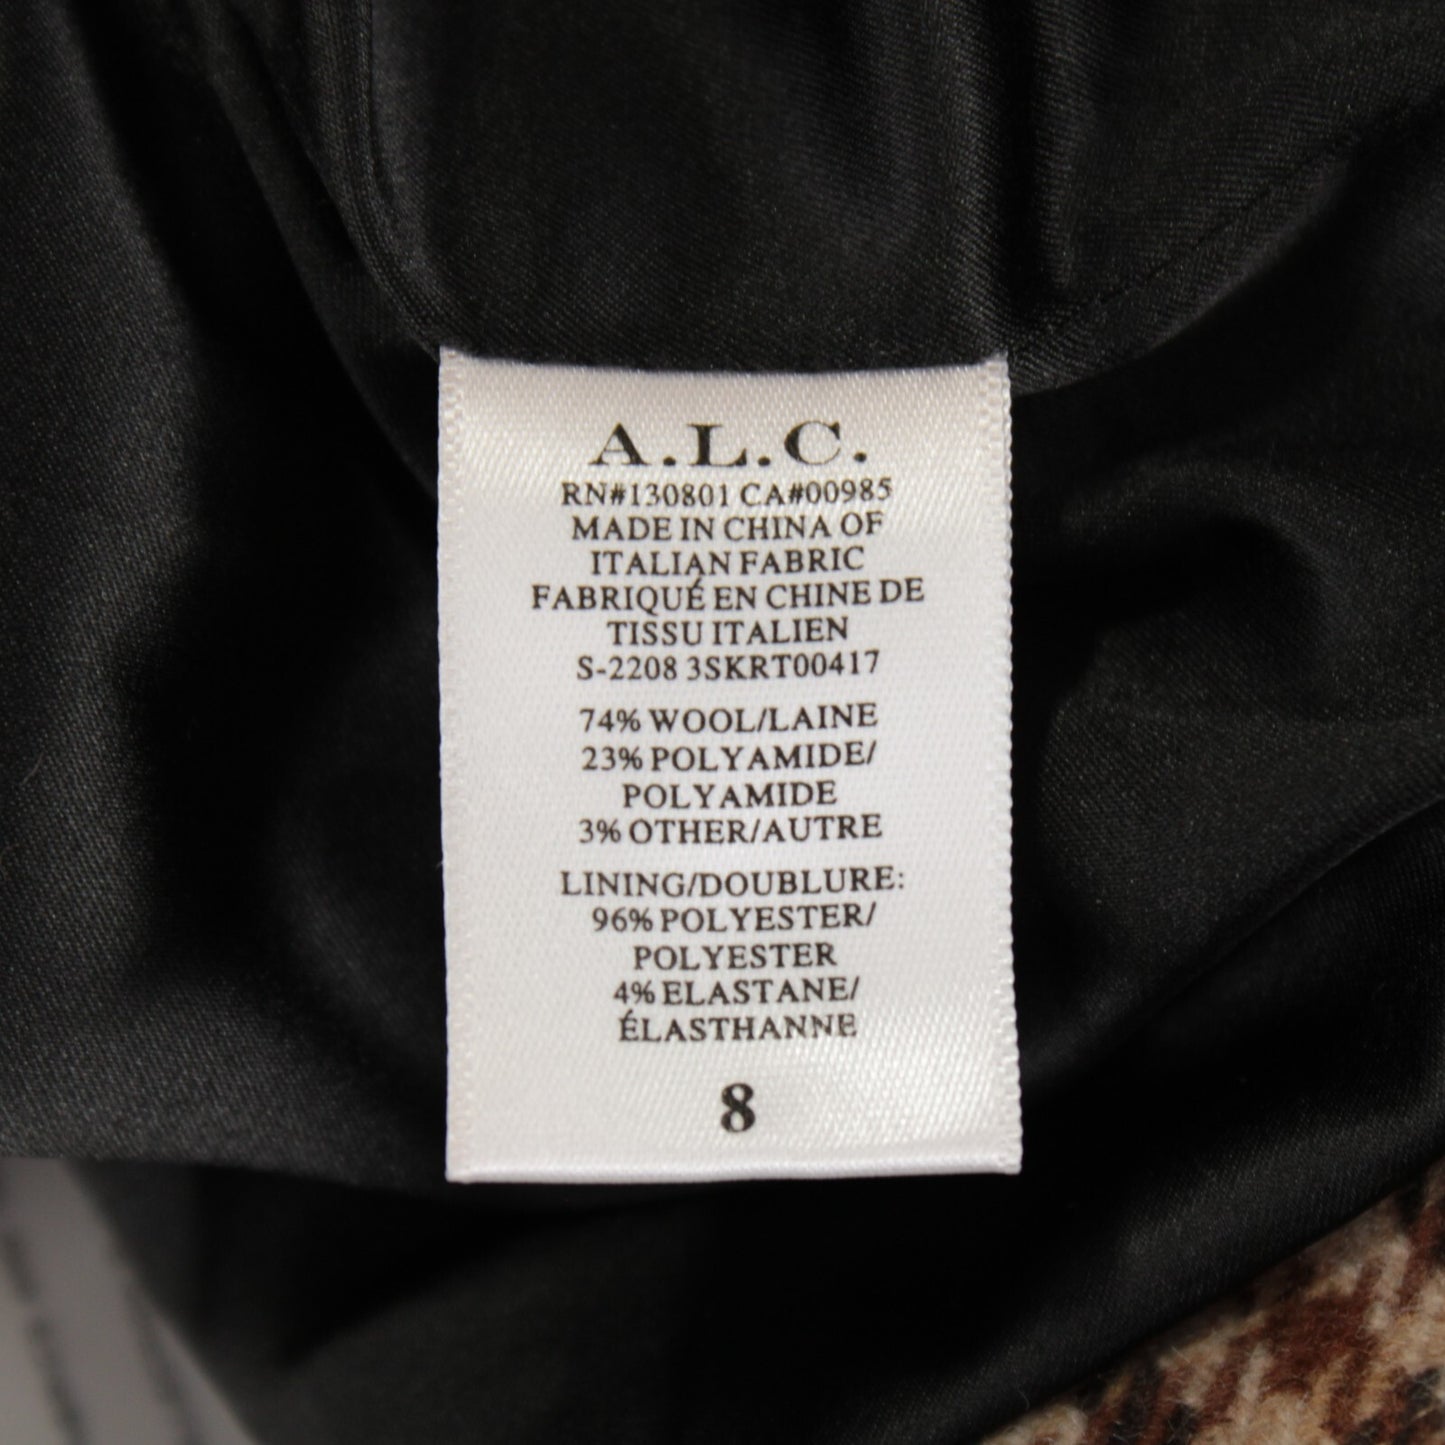 A.L.C.
RN#130801 CA#00985
MADE IN CHINA OF
ITALIAN FABRIC
FABRIQUÉ EN CHINE DE
TISSU ITALIEN
S-2208 3SKRT00417
74% WOOL/LAINE
23% POLYAMIDE/
POLYAMIDE
3% OTHER/AUTRE
LINING/DOUBLURE:
96% POLYESTER/
POLYESTER
4% ELASTANE/
ÉLASTHANNE
8